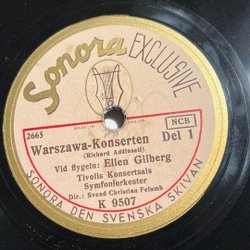 Sonora EXCLUSIVE
2665
NCB
Warszawa-Konserten Del 1
(Richard Addinsell)
Vid flygeln: Ellen Gilberg
Tivolis Konsertsals
Symfoniorkester
Dir.: Svend Christian Felumb
K 9507
SONORA DEN SVENSKA SKIVAN